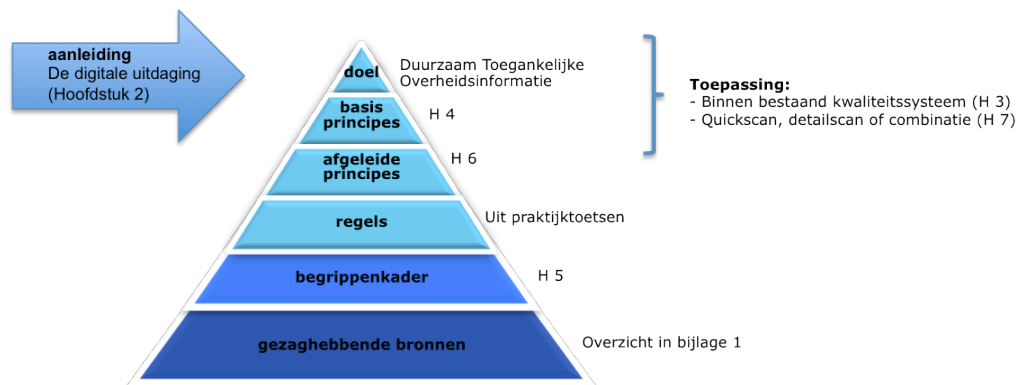 aanleiding
De digitale uitdaging
(Hoofdstuk 2)
doel
Duurzaam Toegankelijke
Overheidsinformatie
basis
principes
H 4
afgeleide
principes
H 6
regels
Uit praktijktoetsen
begrippenkader
H 5
gezaghebbende bronnen
Overzicht in bijlage 1
Toepassing:
- Binnen bestaand kwaliteitssysteem (H 3)
- Quickscan, detailscan of combinatie (H 7)